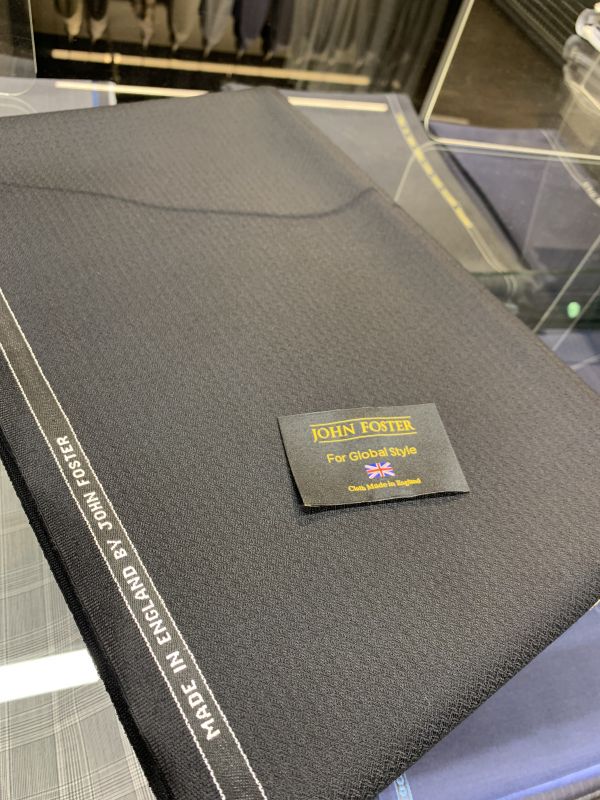 JOHN FOSTER
For Global Style
Cloth Made in England
MADE IN ENGLAND BY JOHN FOSTER